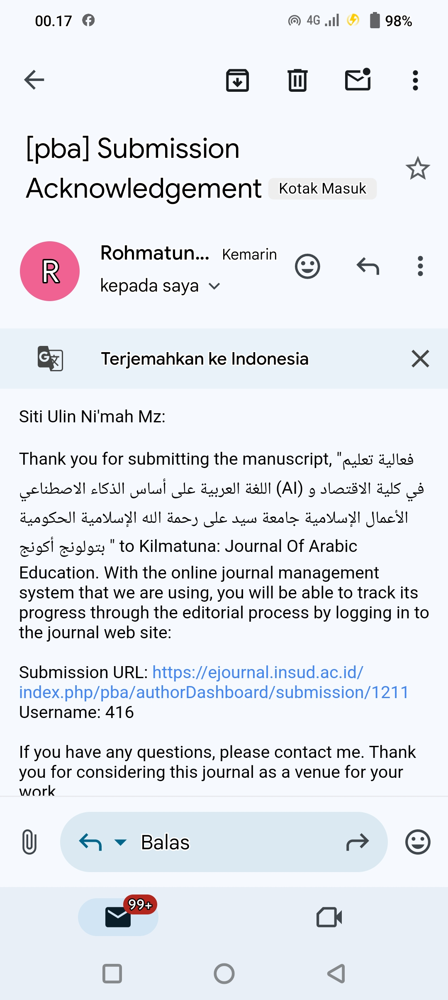 00.17
4G
98%
[pba] Submission
Acknowledgement Kotak Masuk
R
Rohmatun... Kemarin
kepada saya
G 文
Terjemahkan ke Indonesia
Siti Ulin Ni'mah Mz:
Thank you for submitting the manuscript, "فعالية تعليم
اللغة العربية على أساس الذكاء الاصطناعي (AI) في كلية الاقتصاد و
الأعمال الإسلامية جامعة سيد على رحمة الله الإسلامية الحكومية
بتولونج أكونج " to Kilmatuna: Journal Of Arabic
Education. With the online journal management
system that we are using, you will be able to track its
progress through the editorial process by logging in to
the journal web site:
Submission URL: https://ejournal.insud.ac.id/
index.php/pba/authorDashboard/submission/1211
Username: 416
If you have any questions, please contact me. Thank
you for considering this journal as a venue for your
work
Balas
99+